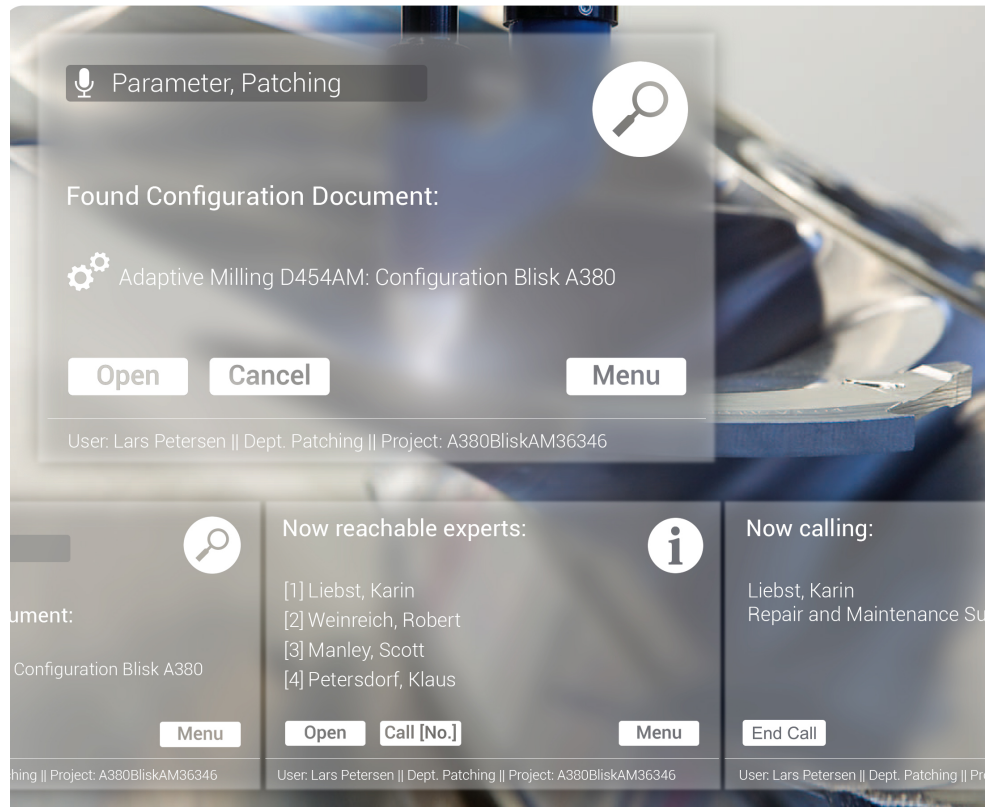 Parameter, Patching
Found Configuration Document:
Adaptive Milling D454AM: Configuration Blisk A380
Open
Cancel
Menu
User: Lars Petersen || Dept. Patching || Project: A380BliskAM36346
ument:
Configuration Blisk A380
Menu
hing || Project: A380BliskAM36346
Now reachable experts:
i
[1] Liebst, Karin
[2] Weinreich, Robert
[3] Manley, Scott
[4] Petersdorf, Klaus
Open
Call [No.]
Menu
User: Lars Petersen || Dept. Patching || Project: A380BliskAM36346
Now calling:
Liebst, Karin
Repair and Maintenance Su
End Call
User: Lars Petersen || Dept. Patching || Pr